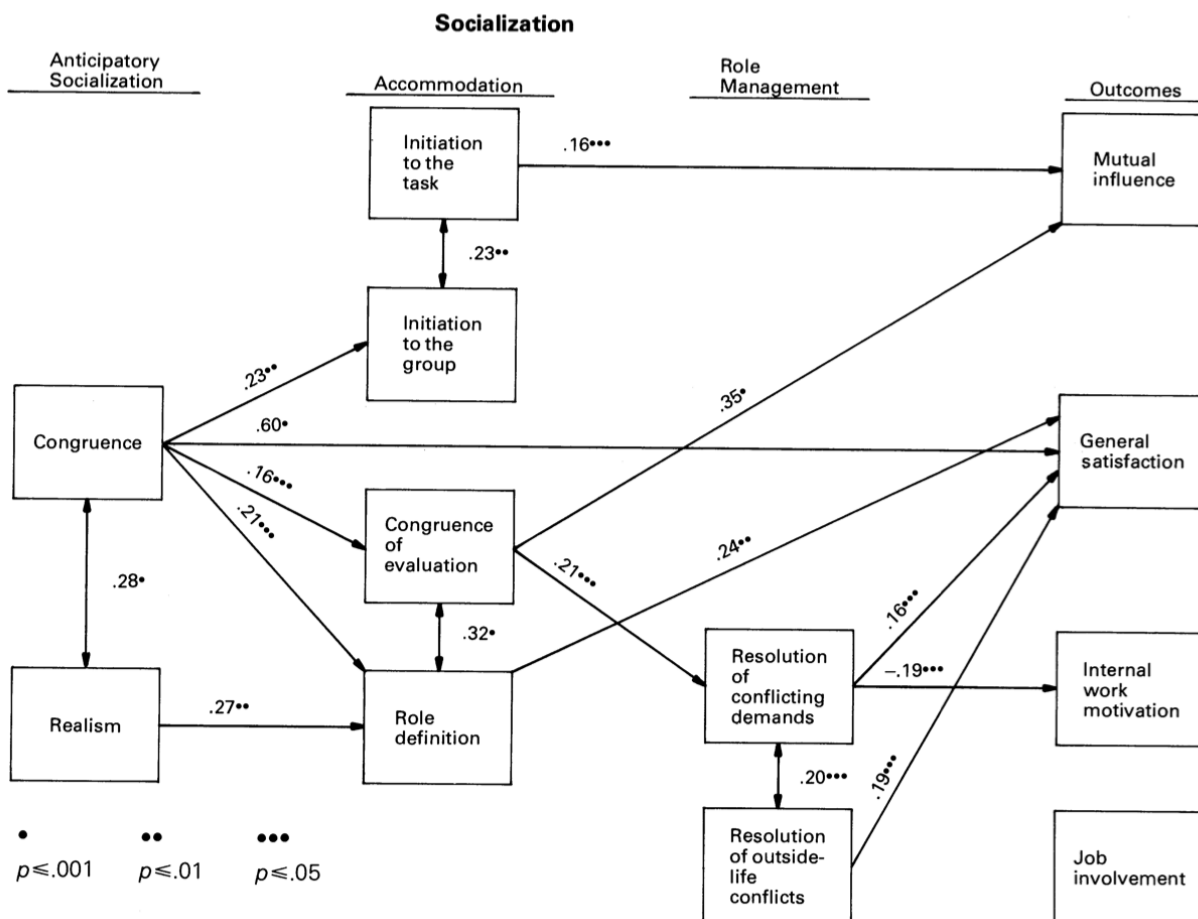 Socialization
Anticipatory
Socialization
Accommodation
Role
Management
Outcomes
Initiation
to the
task
.16•••
Mutual
influence
.23••
Initiation
to the
group
.23••
.35•
.60•
Congruence
General
satisfaction
.16•••
.21•••
Congruence
of
evaluation
.24••
.21•••
.28•
.32•
.16•••
Resolution
of
conflicting
demands
–.19•••
Internal
work
motivation
Realism
.27••
Role
definition
.20•••
.19•••
Resolution
of outside-
life
conflicts
Job
involvement
• •• •••
p≤.001 p≤.01 p≤.05